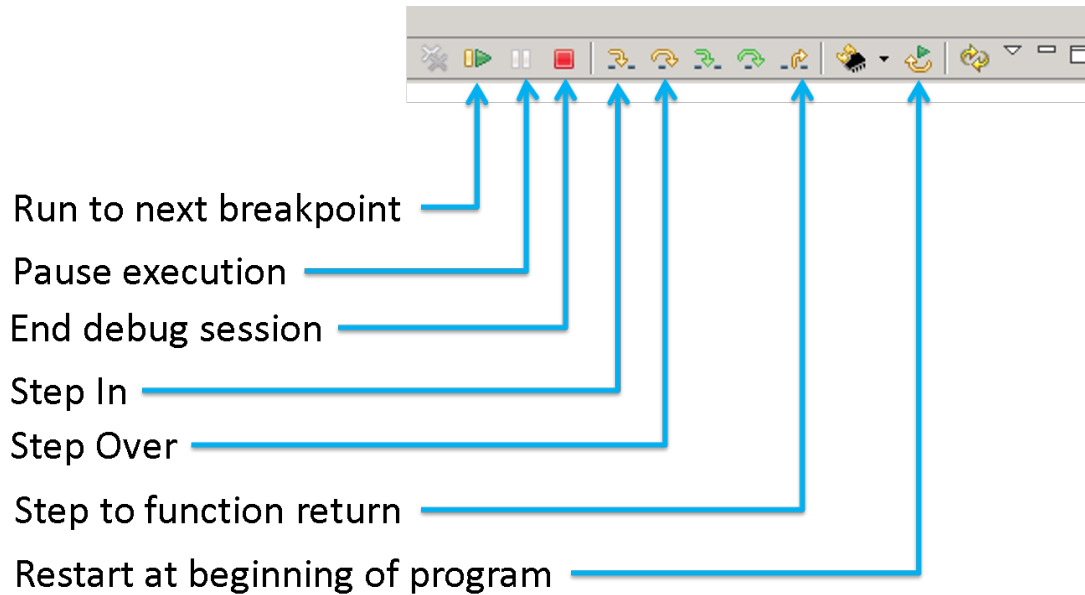 Run to next breakpoint
Pause execution
End debug session
Step In
Step Over
Step to function return
Restart at beginning of program